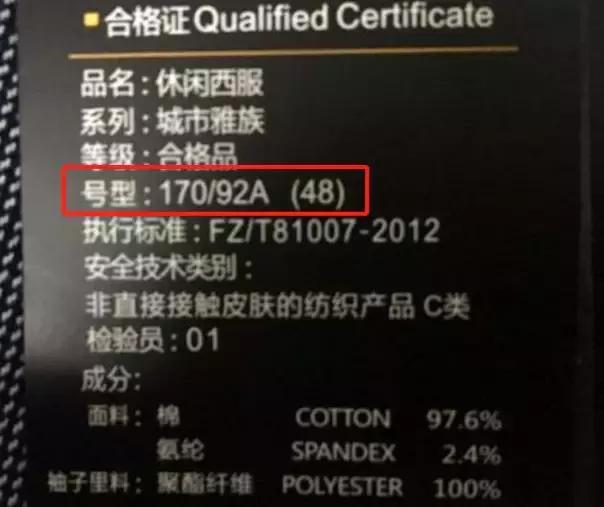 合格证 Qualified Certificate
品名：休闲西服
系列：城市雅族
等级：合格品
号型：170/92A (48)
执行标准：FZ/T81007-2012
安全技术类别：
非直接接触皮肤的纺织产品 C类
检验员：01
成分：
面料：棉 COTTON 97.6%
氨纶 SPANDEX 2.4%
袖子里料：聚酯纤维 POLYESTER 100%